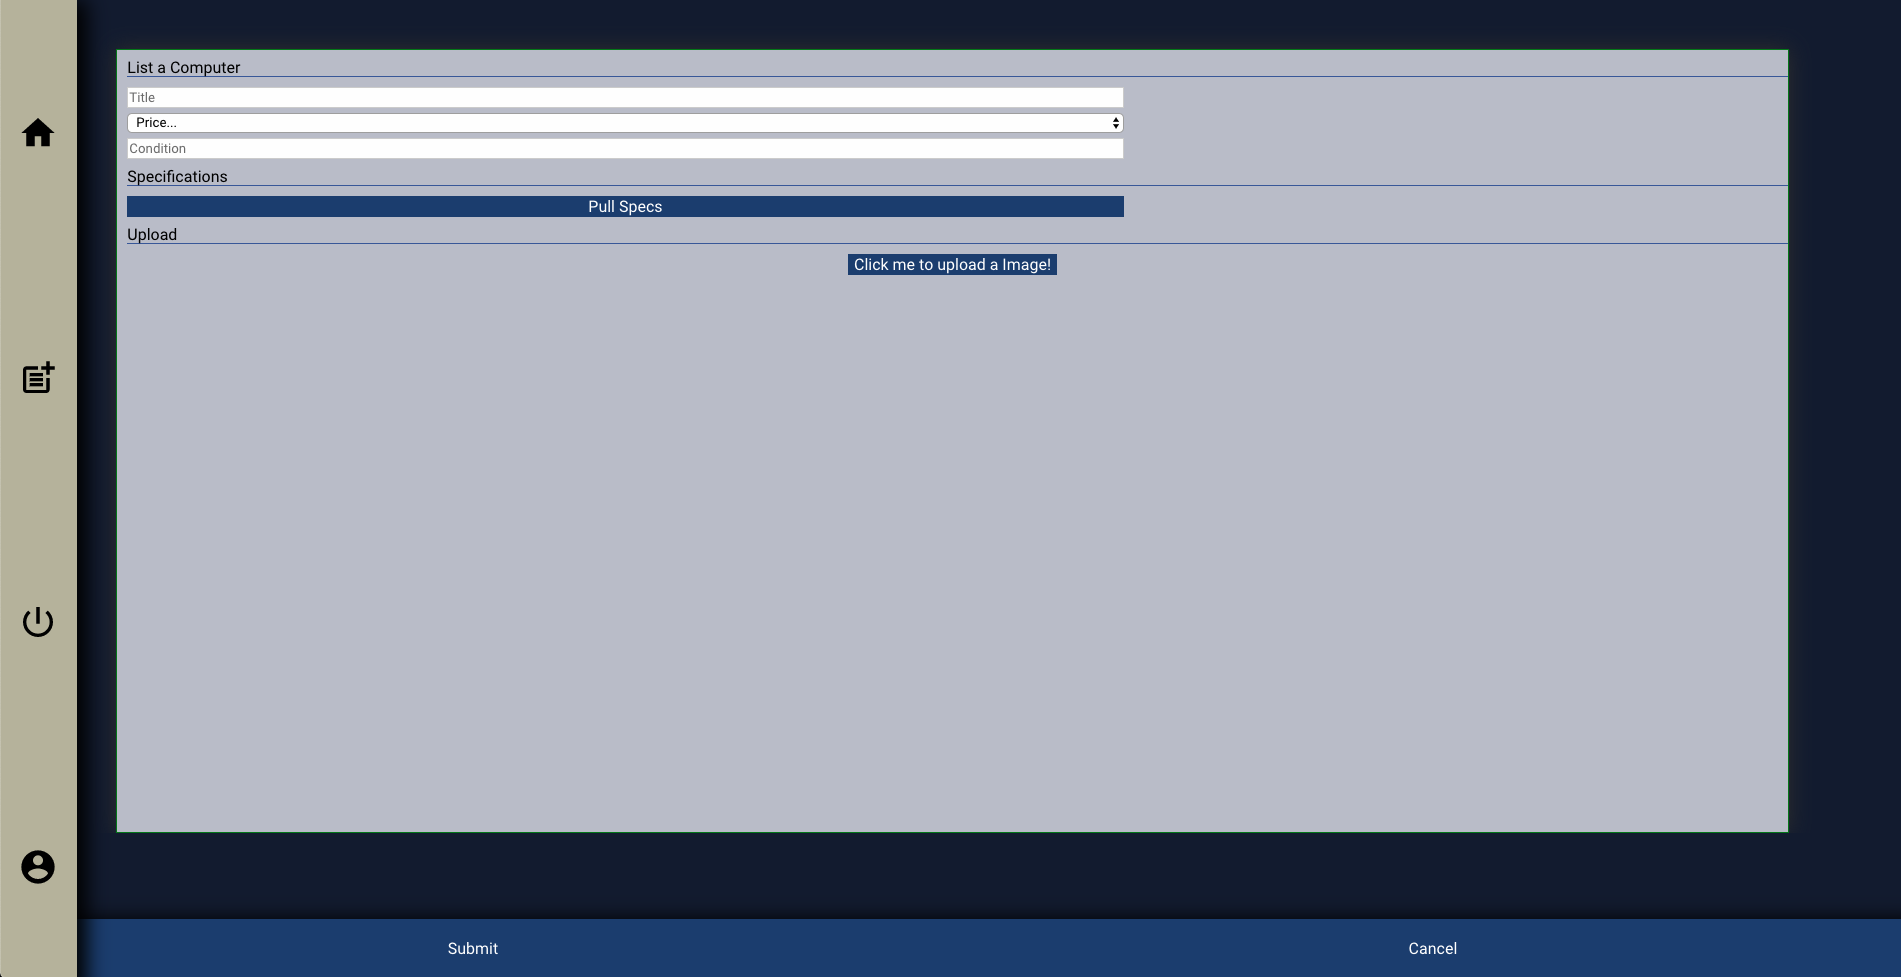 List a Computer
Title
Price...
Condition
Specifications
Pull Specs
Upload
Click me to upload a Image!
Submit
Cancel